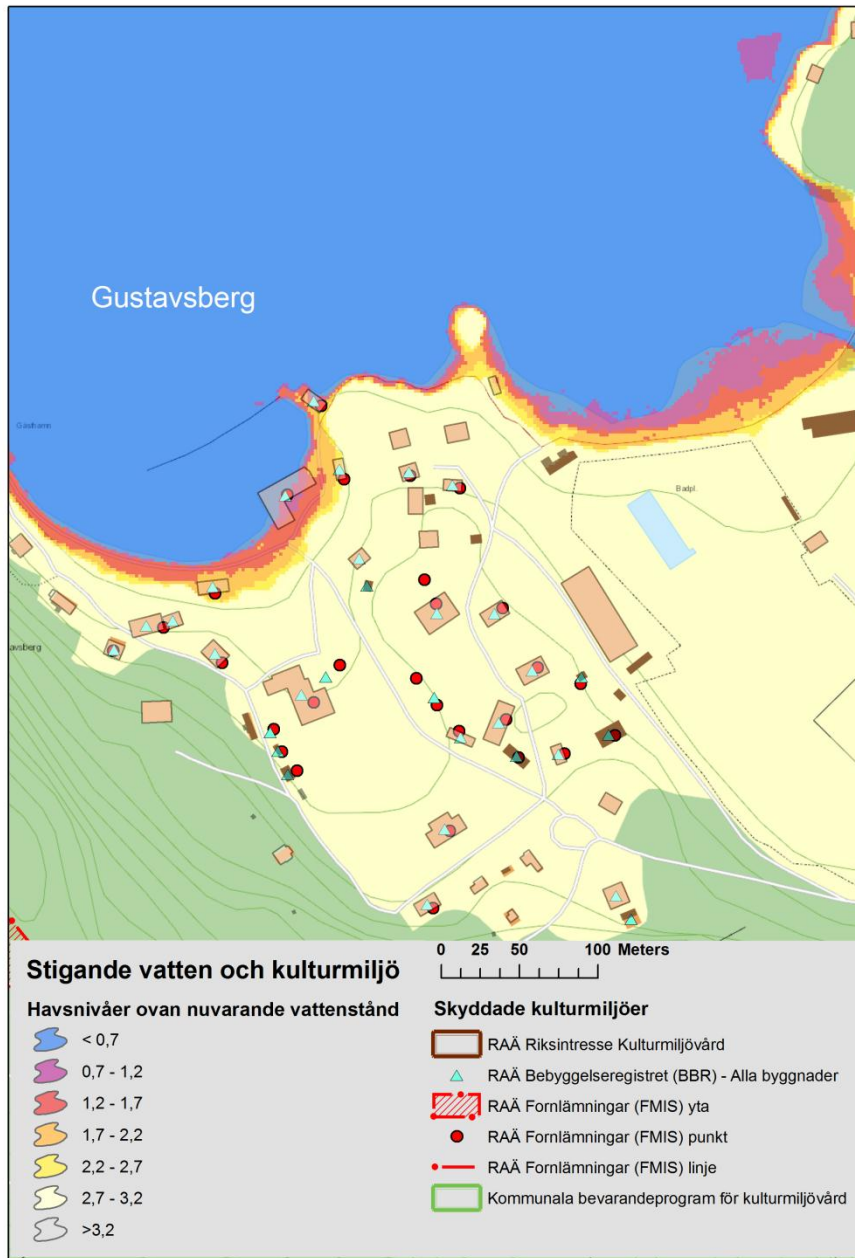 Gustavsberg
Gästhamn
Badpl.
avsberg
Stigande vatten och kulturmiljö
0 25 50 100 Meters
Havsnivåer ovan nuvarande vattenstånd
< 0,7
0,7 - 1,2
1,2 - 1,7
1,7 - 2,2
2,2 - 2,7
2,7 - 3,2
>3,2
Skyddade kulturmiljöer
RAÄ Riksintresse Kulturmiljövård
RAÄ Bebyggelseregistret (BBR) - Alla byggnader
RAÄ Fornlämningar (FMIS) yta
RAÄ Fornlämningar (FMIS) punkt
RAÄ Fornlämningar (FMIS) linje
Kommunala bevarandeprogram för kulturmiljövård